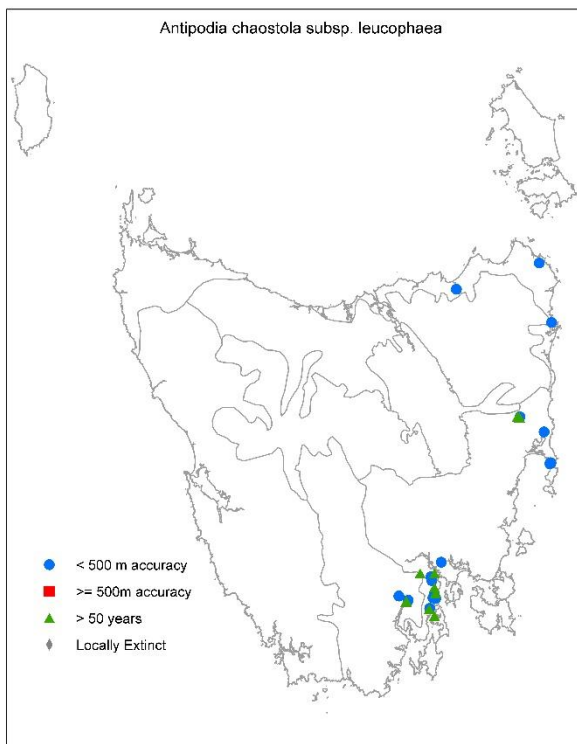 Antipodia chaostola subsp. leucophaea
< 500 m accuracy
>= 500m accuracy
> 50 years
Locally Extinct